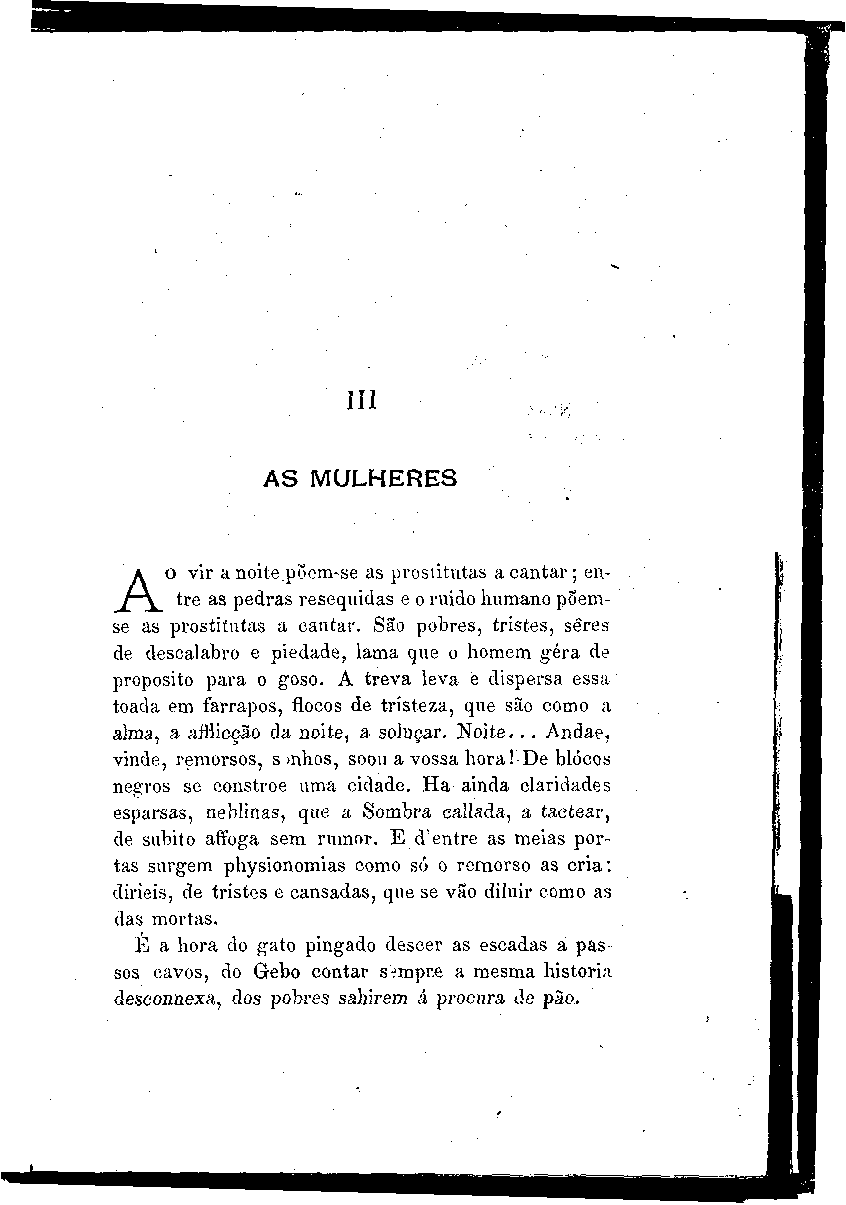 III
AS MULHERES
AO vir a noite põem-se as prostitutas a cantar; en-
tre as pedras resequidas e o ruido humano põem-
se as prostitutas a cantar. São pobres, tristes, sêres
de descalabro e piedade, lama que o homem géra de
proposito para o goso. A treva leva e dispersa essa
toada em farrapos, flocos de tristeza, que são como a
alma, a afflicção da noite, a soluçar. Noite... Andae,
vinde, remorsos, sonhos, soou a vossa hora! De blócos
negros se constroe uma cidade. Ha ainda claridades
esparsas, neblinas, que a Sombra callada, a tactear,
de subito affoga sem rumor. E d'entre as meias por-
tas surgem physionomias como só o remorso as cria:
dirieis, de tristes e cansadas, que se vão diluir como as
das mortas.
É a hora do gato pingado descer as escadas a pas-
sos cavos, do Gebo contar sempre a mesma historia
desconnexa, dos pobres sahirem á procura de pão.